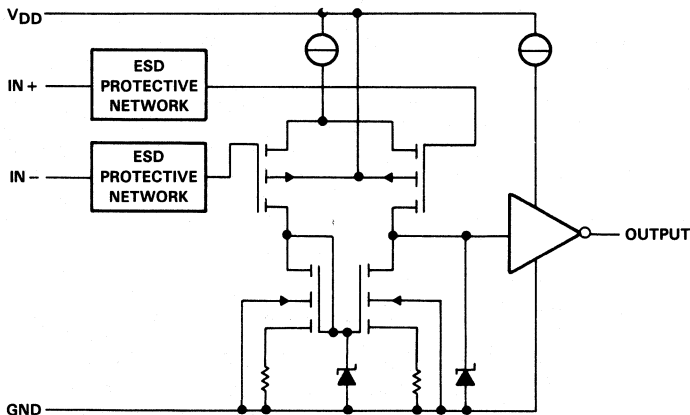 VDD
ESD
PROTECTIVE
NETWORK
IN +
ESD
PROTECTIVE
NETWORK
IN −
OUTPUT
GND